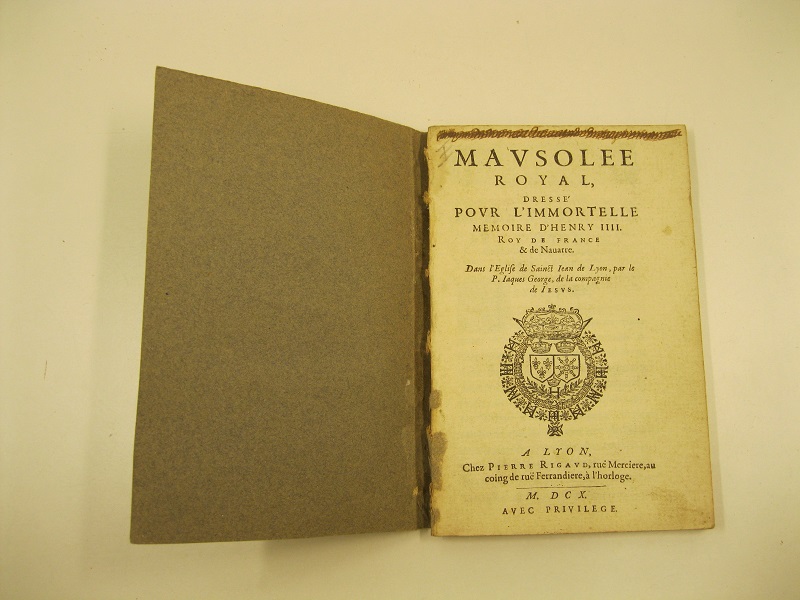 MAVSOLEE
ROYAL,
DRESSE'
POVR L'IMMORTELLE
MEMOIRE D'HENRY IIII.
ROY DE FRANCE
& de Nauarre.
Dans l'Eglise de Sainct Iean de Lyon, par le
P. Iaques George, de la compagnie
de IESVS.
H
A LYON,
Chez PIERRE RIGAVD, ruë Merciere, au
coing de ruë Ferrandiere, à l'horloge.
M. DCX.
AVEC PRIVILEGE.